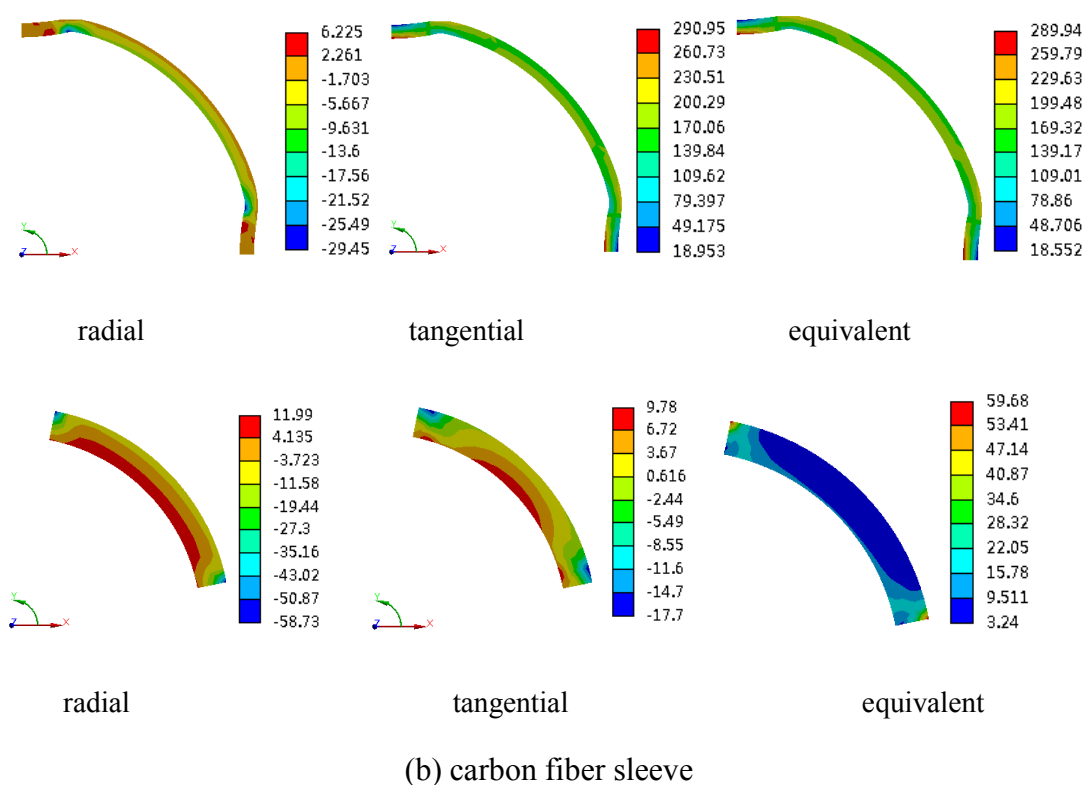 6.225
2.261
-1.703
-5.667
-9.631
-13.6
-17.56
-21.52
-25.49
-29.45
Y
Z
X
290.95
260.73
230.51
200.29
170.06
139.84
109.62
79.397
49.175
18.953
Y
Z
X
289.94
259.79
229.63
199.48
169.32
139.17
109.01
78.86
48.706
18.552
Y
Z
X
radial tangential equivalent
11.99
4.135
-3.723
-11.58
-19.44
-27.3
-35.16
-43.02
-50.87
-58.73
Y
Z
X
9.78
6.72
3.67
0.616
-2.44
-5.49
-8.55
-11.6
-14.7
-17.7
Y
Z
X
59.68
53.41
47.14
40.87
34.6
28.32
22.05
15.78
9.511
3.24
Y
Z
X
radial tangential equivalent
(b) carbon fiber sleeve